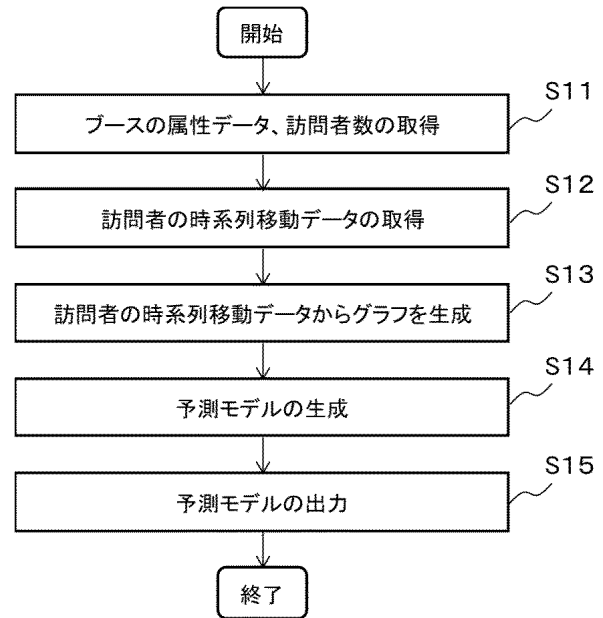 開始
S11
ブースの属性データ、訪問者数の取得
S12
訪問者の時系列移動データの取得
S13
訪問者の時系列移動データからグラフを生成
S14
予測モデルの生成
S15
予測モデルの出力
終了